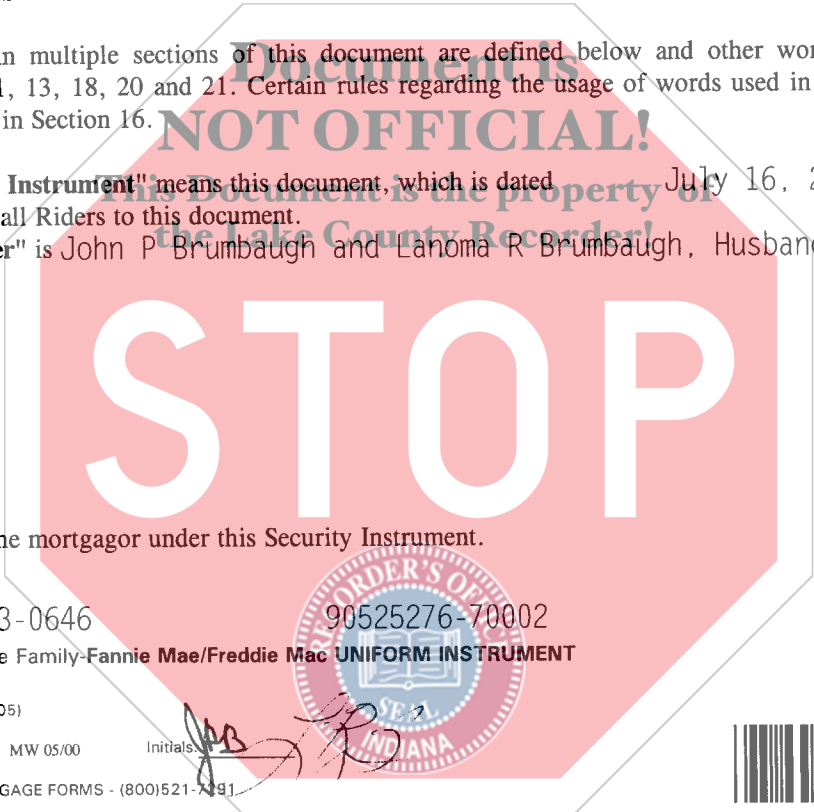 in multiple sections of this document are defined below and other wor
1, 13, 18, 20 and 21. Certain rules regarding the usage of words used in
in Section 16.
Document is
NOT OFFICIAL!
This Document is the property of
the Lake County Recorder!
Instrument" means this document, which is dated July 16, 2
all Riders to this document.
er" is John P Brumbaugh and Lanoma R Brumbaugh, Husban
STOP
he mortgagor under this Security Instrument.
3-0646 90525276-70002
e Family-Fannie Mae/Freddie Mac UNIFORM INSTRUMENT
RECORDER'S OFFIC
SEAL
INDIANA
05)
MW 05/00 Initials: JPB
GAGE FORMS - (800)521-7291